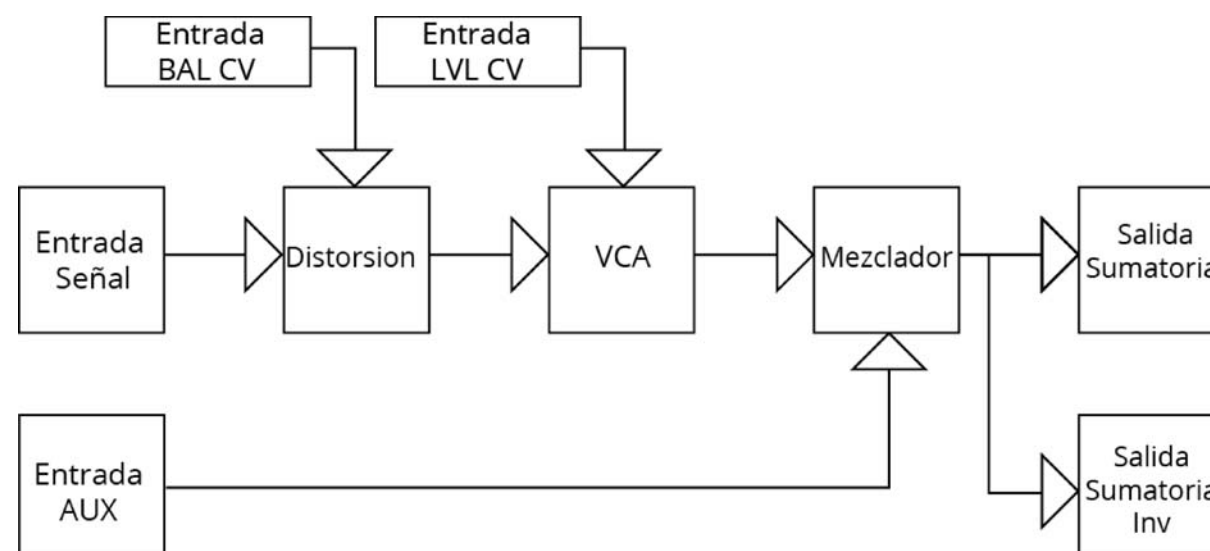 Entrada
BAL CV
Entrada
LVL CV
Entrada
Señal
Distorsion
VCA
Mezclador
Salida
Sumatoria
Entrada
AUX
Salida
Sumatoria
Inv